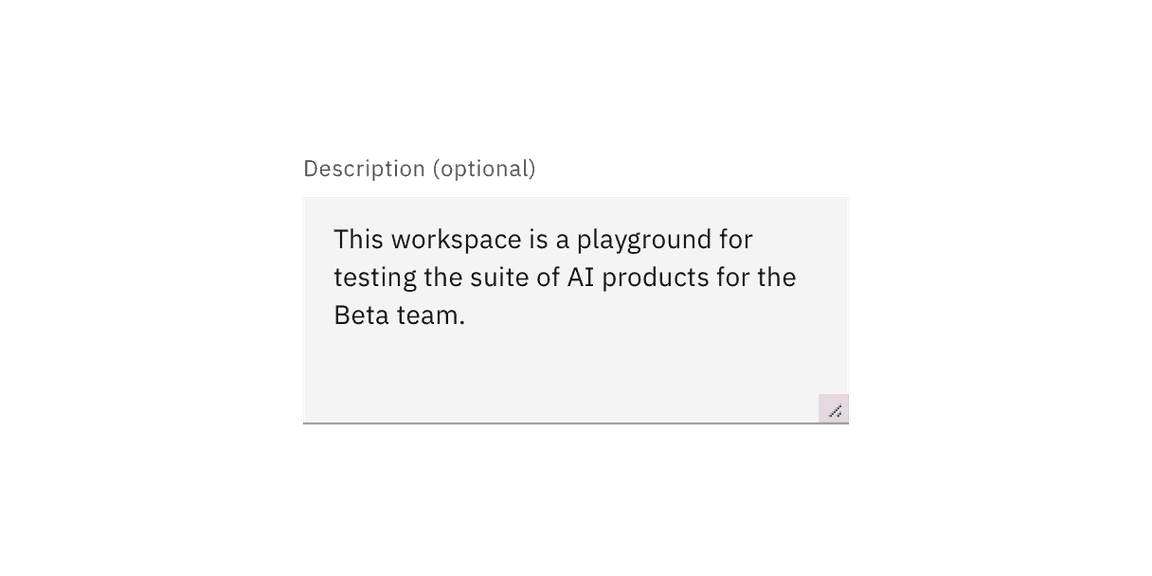 Description (optional)
This workspace is a playground for
testing the suite of AI products for the
Beta team.